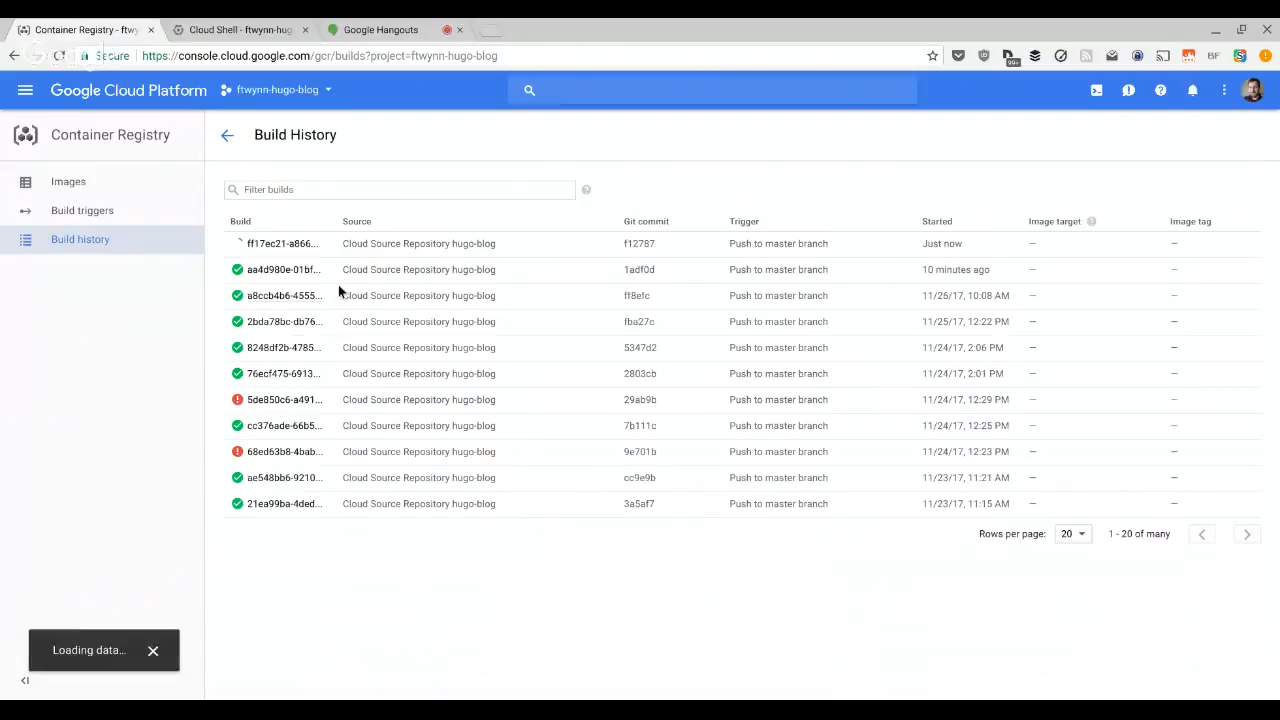 Container Registry - ftwy
Cloud Shell - ftwynn-hug
Google Hangouts
Secure
https://console.cloud.google.com/gcr/builds?project=ftwynn-hugo-blog
99+
BF
Google Cloud Platform
ftwynn-hugo-blog
Container Registry
Build History
Images
Build triggers
Build history
Filter builds
Build Source Git commit Trigger Started Image target Image tag
ff17ec21-a866... Cloud Source Repository hugo-blog f12787 Push to master branch Just now — —
aa4d980e-01bf... Cloud Source Repository hugo-blog 1adf0d Push to master branch 10 minutes ago — —
a8ccb4b6-4555... Cloud Source Repository hugo-blog ff8efc Push to master branch 11/26/17, 10:08 AM — —
2bda78bc-db76... Cloud Source Repository hugo-blog fba27c Push to master branch 11/25/17, 12:22 PM — —
8248df2b-4785... Cloud Source Repository hugo-blog 5347d2 Push to master branch 11/24/17, 2:06 PM — —
76ecf475-6913... Cloud Source Repository hugo-blog 2803cb Push to master branch 11/24/17, 2:01 PM — —
5de850c6-a491... Cloud Source Repository hugo-blog 29ab9b Push to master branch 11/24/17, 12:29 PM — —
cc376ade-66b5... Cloud Source Repository hugo-blog 7b111c Push to master branch 11/24/17, 12:25 PM — —
68ed63b8-4bab... Cloud Source Repository hugo-blog 9e701b Push to master branch 11/24/17, 12:23 PM — —
ae548bb6-9210... Cloud Source Repository hugo-blog cc9e9b Push to master branch 11/23/17, 11:21 AM — —
21ea99ba-4ded... Cloud Source Repository hugo-blog 3a5af7 Push to master branch 11/23/17, 11:15 AM — —
Rows per page: 20 1 - 20 of many
Loading data...